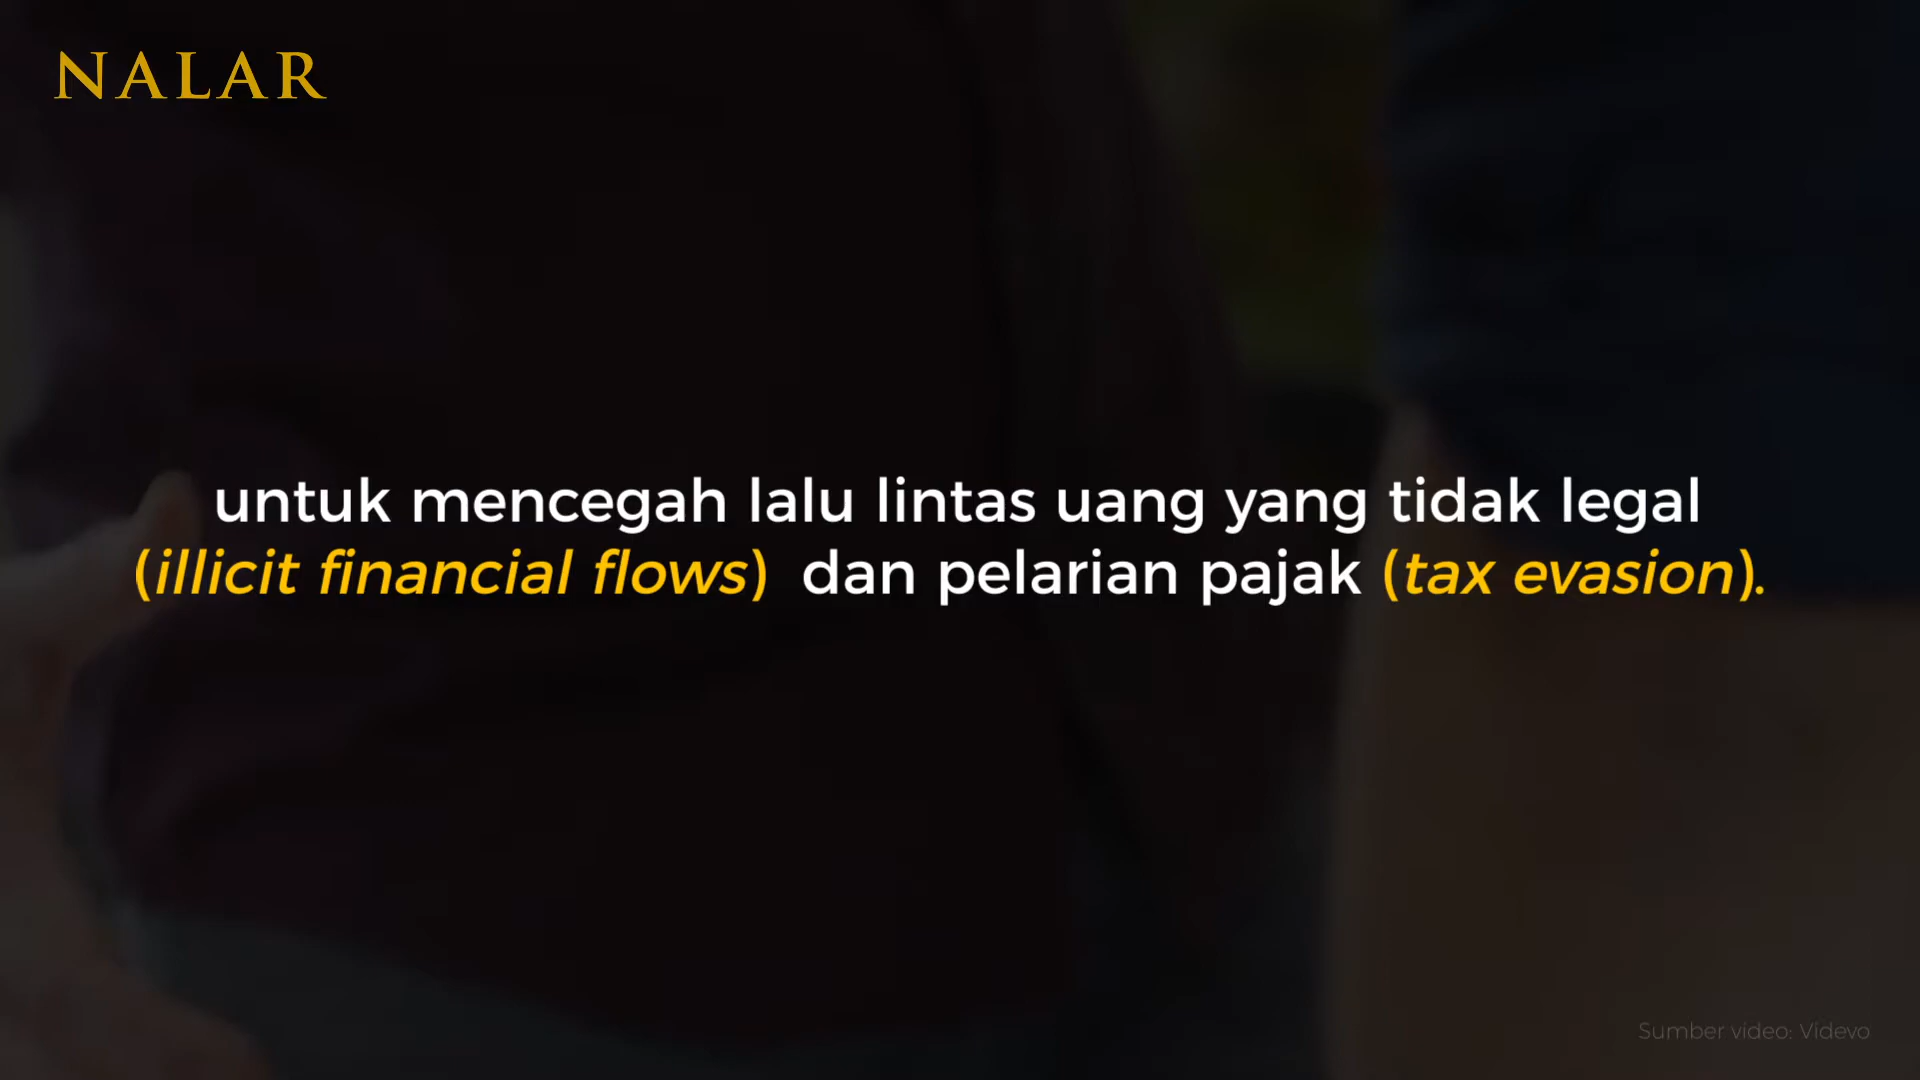 NALAR
untuk mencegah lalu lintas uang yang tidak legal
(illicit financial flows)  dan pelarian pajak (tax evasion).
Sumber video: Videvo